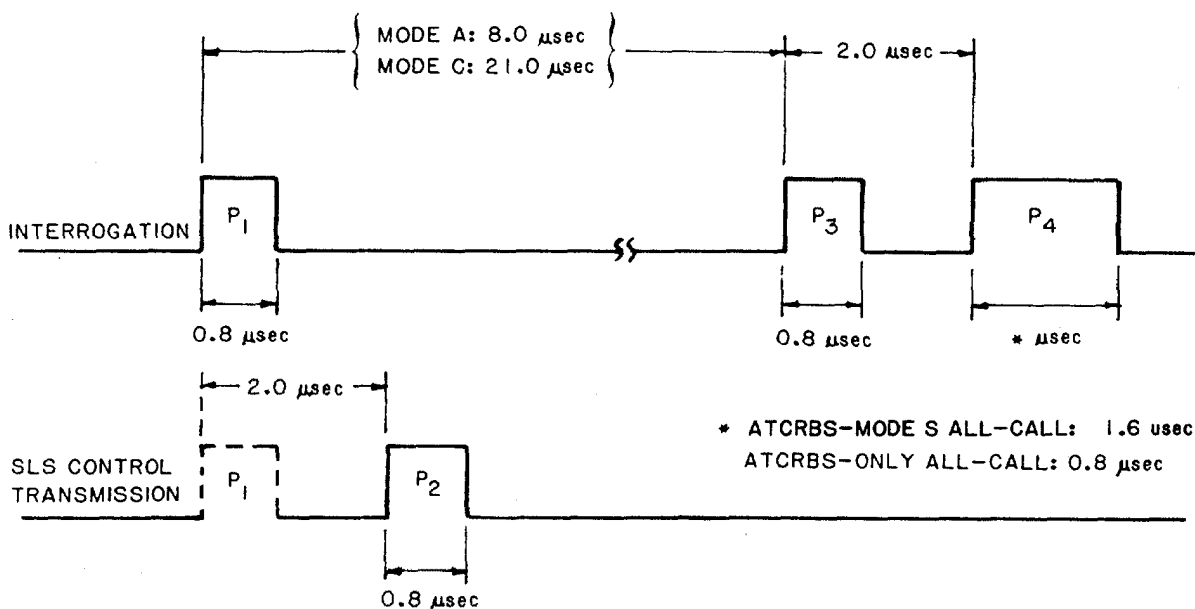 MODE A: 8.0 μsec
MODE C: 21.0 μsec
2.0 μsec
INTERROGATION
P1
P3
P4
0.8 μsec
0.8 μsec
* μsec
2.0 μsec
* ATCRBS-MODE S ALL-CALL: 1.6 usec
ATCRBS-ONLY ALL-CALL: 0.8 μsec
SLS CONTROL
TRANSMISSION
P1
P2
0.8 μsec